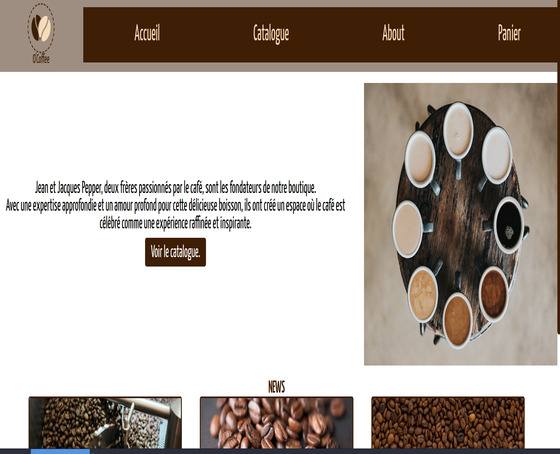 O'Coffee
Accueil
Catalogue
About
Panier
Jean et Jacques Pepper, deux frères passionnés par le café, sont les fondateurs de notre boutique.
Avec une expertise approfondie et un amour profond pour cette délicieuse boisson, ils ont créé un espace où le café est
célébré comme une expérience raffinée et inspirante.
Voir le catalogue.
NEWS